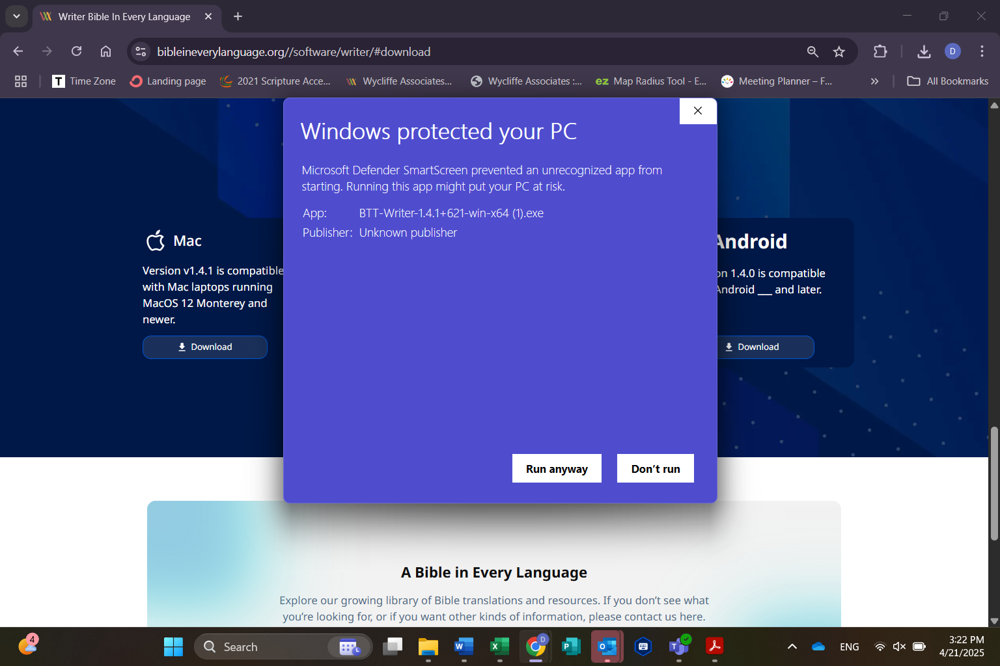 Writer Bible In Every Language
bibleineverylanguage.org//software/writer/#download
D
Time Zone
Landing page
2021 Scripture Acce...
Wycliffe Associates...
Wycliffe Associates :...
ez Map Radius Tool - E...
Meeting Planner – F...
All Bookmarks
Windows protected your PC
Microsoft Defender SmartScreen prevented an unrecognized app from
starting. Running this app might put your PC at risk.
App: BTT-Writer-1.4.1+621-win-x64 (1).exe
Publisher: Unknown publisher
Run anyway
Don't run
Mac
Version v1.4.1 is compatible
with Mac laptops running
MacOS 12 Monterey and
newer.
Download
Android
on 1.4.0 is compatible
Android ___ and later.
Download
A Bible in Every Language
Explore our growing library of Bible translations and resources. If you don't see what
you're looking for, or if you want other kinds of information, please contact us here.
4
Search
D
ENG
3:22 PM
4/21/2025